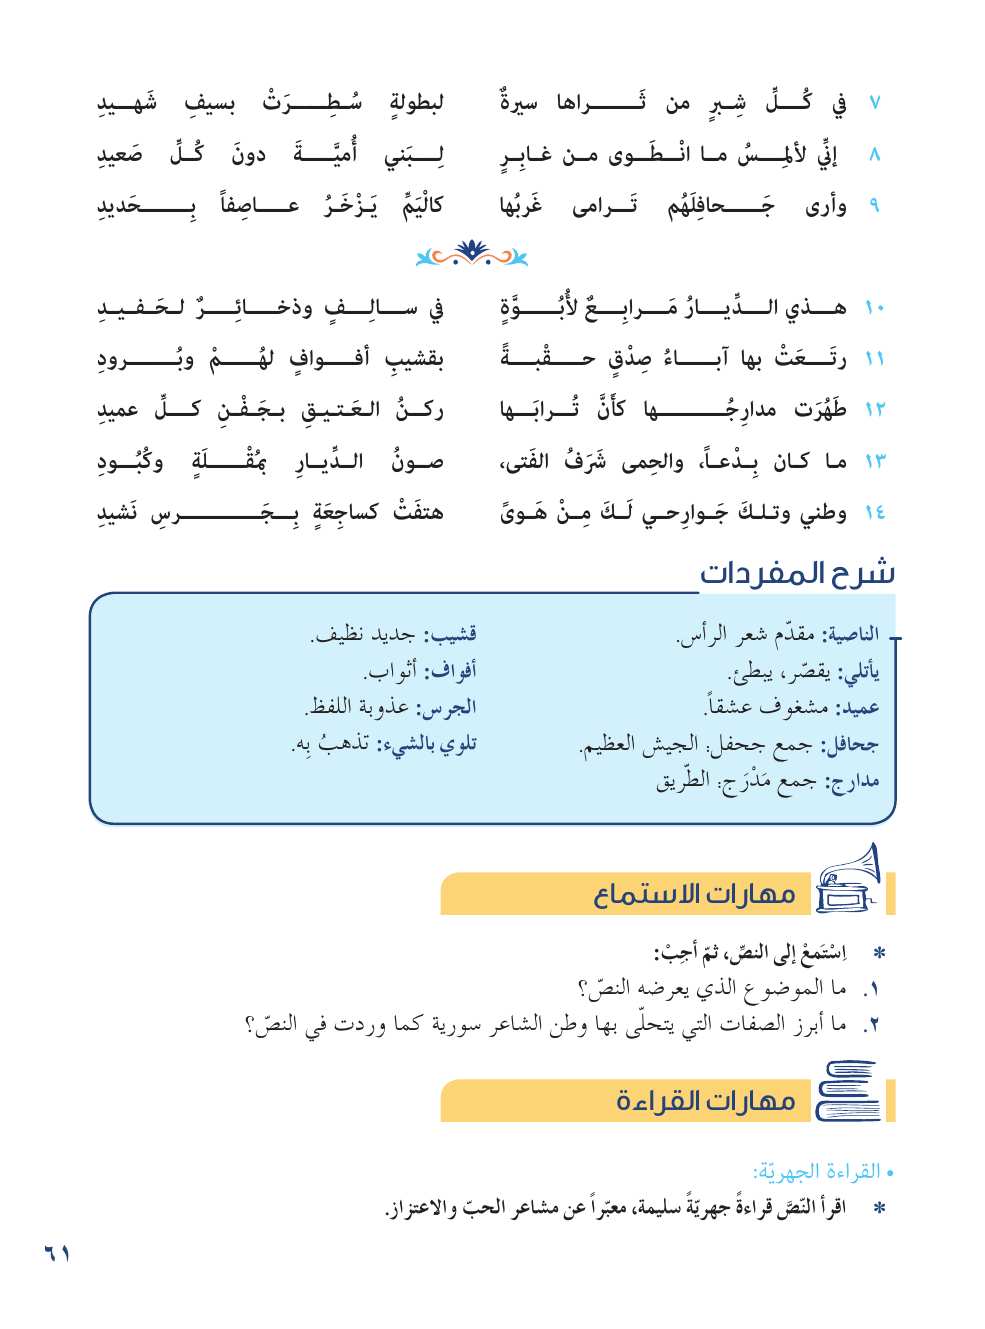 ٧ في كُلِّ شِبرٍ من ثَراها سيرةٌ لبطولةٍ سُطِرَتْ بسيفِ شَهيدِ
٨ إنِّي لألمِسُ ما انْطَوى من غابِرٍ لِبَني أُميَّةَ دونَ كُلِّ صَعيدِ
٩ وأرى جَحافِلَهُم تَرامى غَربُها كالْيَمِّ يَزْخَرُ عاصِفاً بِحَديدِ
١٠ هذي الدِّيارُ مَرابِعٌ لأُبُوَّةٍ في سالِفٍ وذخائِرٌ لحَفيدِ
١١ رتَعَتْ بها آباءُ صِدْقٍ حقْبةً بقشيبِ أفوافٍ لهُمْ وبُرودِ
١٢ طَهُرَت مدارِجُها كأنَّ تُرابَها ركنُ العَتيقِ بجَفْنِ كلِّ عميدِ
١٣ ما كان بِدْعاً، والحِمى شَرَفُ الفَتى، صونُ الدِّيارِ بمُقْلَةٍ وكُبُودِ
١٤ وطني وتلكَ جَوارِحي لَكَ مِنْ هَوىً هتفَتْ كساجِعَةٍ بِجَرسِ نَشيدِ
شرح المفردات
الناصية: مقدّم شعر الرأس.
يأتلي: يقصّر، يبطئ.
عميد: مشغوف عشقاً.
جحافل: جمع جحفل: الجيش العظيم.
مدارج: جمع مَدْرَج: الطّريق
قشيب: جديد نظيف.
أفواف: أثواب.
الجرس: عذوبة اللفظ.
تلوي بالشيء: تذهبُ بِه.
مهارات الاستماع
* اِسْتَمعْ إلى النصِّ، ثمّ أجِبْ:
١. ما الموضوع الذي يعرضه النصّ؟
٢. ما أبرز الصفات التي يتحلّى بها وطن الشاعر سورية كما وردت في النصّ؟
مهارات القراءة
• القراءة الجهريّة:
* اقرأ النّصَّ قراءةً جهريّةً سليمة، معبّراً عن مشاعر الحبّ والاعتزاز.
٦١